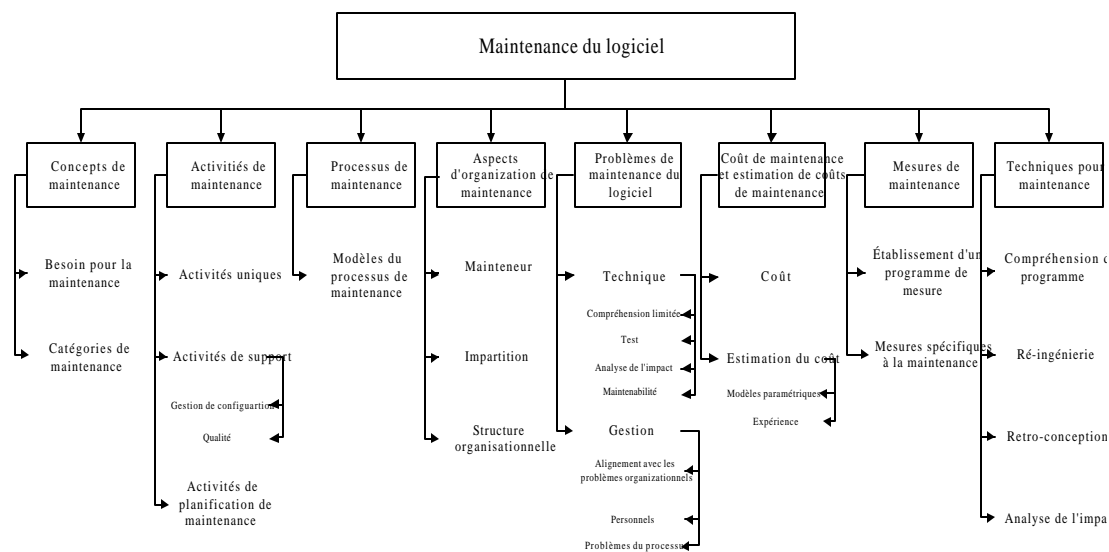 Maintenance du logiciel
Concepts de
maintenance
Activitiés de
maintenance
Processus de
maintenance
Aspects
d'organization de
maintenance
Problèmes de
maintenance du
logiciel
Coût de maintenance
et estimation de coûts
de maintenance
Mesures de
maintenance
Techniques pour
maintenance
Besoin pour la
maintenance
Catégories de
maintenance
Activités uniques
Activités de support
Gestion de configuartion
Qualité
Activités de
planification de
maintenance
Modèles du
processus de
maintenance
Mainteneur
Impartition
Structure
organisationnelle
Technique
Compréhension limitée
Test
Analyse de l'impact
Maintenabilité
Gestion
Alignement avec les
problèmes organizationnels
Personnels
Problèmes du processus
Coût
Estimation du coût
Modèles paramétriques
Expérience
Établissement d'un
programme de
mesure
Mesures spécifiques
à la maintenance
Compréhension d
programme
Ré-ingénierie
Retro-conception
Analyse de l'impa